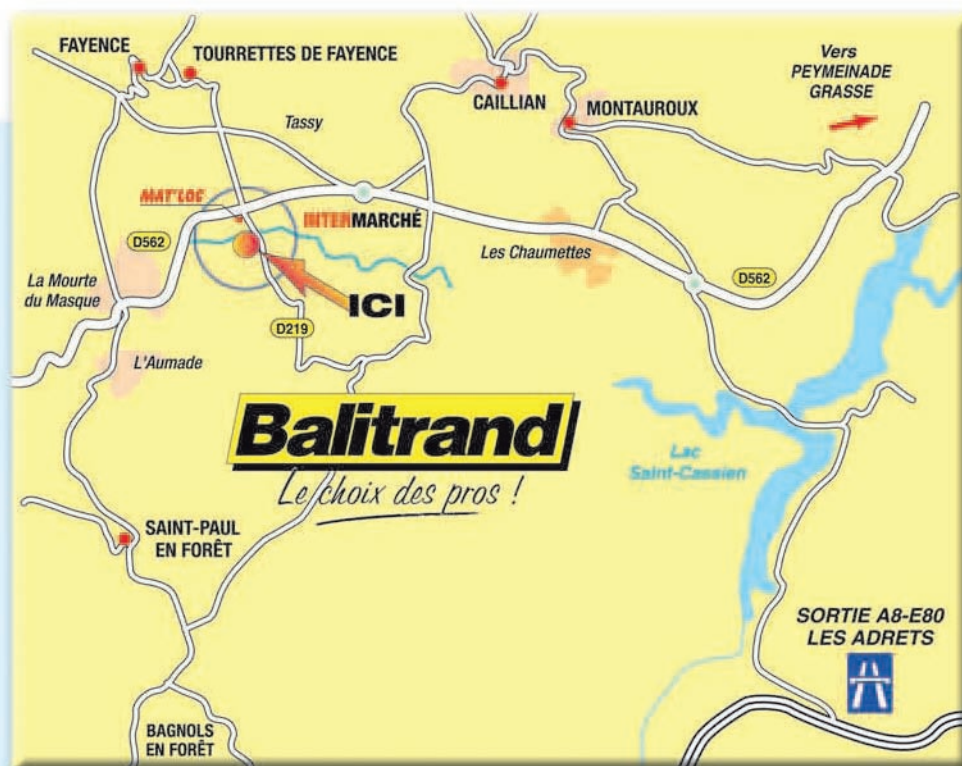 FAYENCE
TOURRETTES DE FAYENCE
Tassy
CAILLIAN
MONTAUROUX
Vers
PEYMEINADE
GRASSE
MAT'LOC
INTERMARCHÉ
D562
La Mourte
du Masque
Les Chaumettes
D562
ICI
D219
L'Aumade
Balitrand
Le choix des pros !
Lac
Saint-Cassien
SAINT-PAUL
EN FORÊT
SORTIE A8-E80
LES ADRETS
BAGNOLS
EN FORÊT